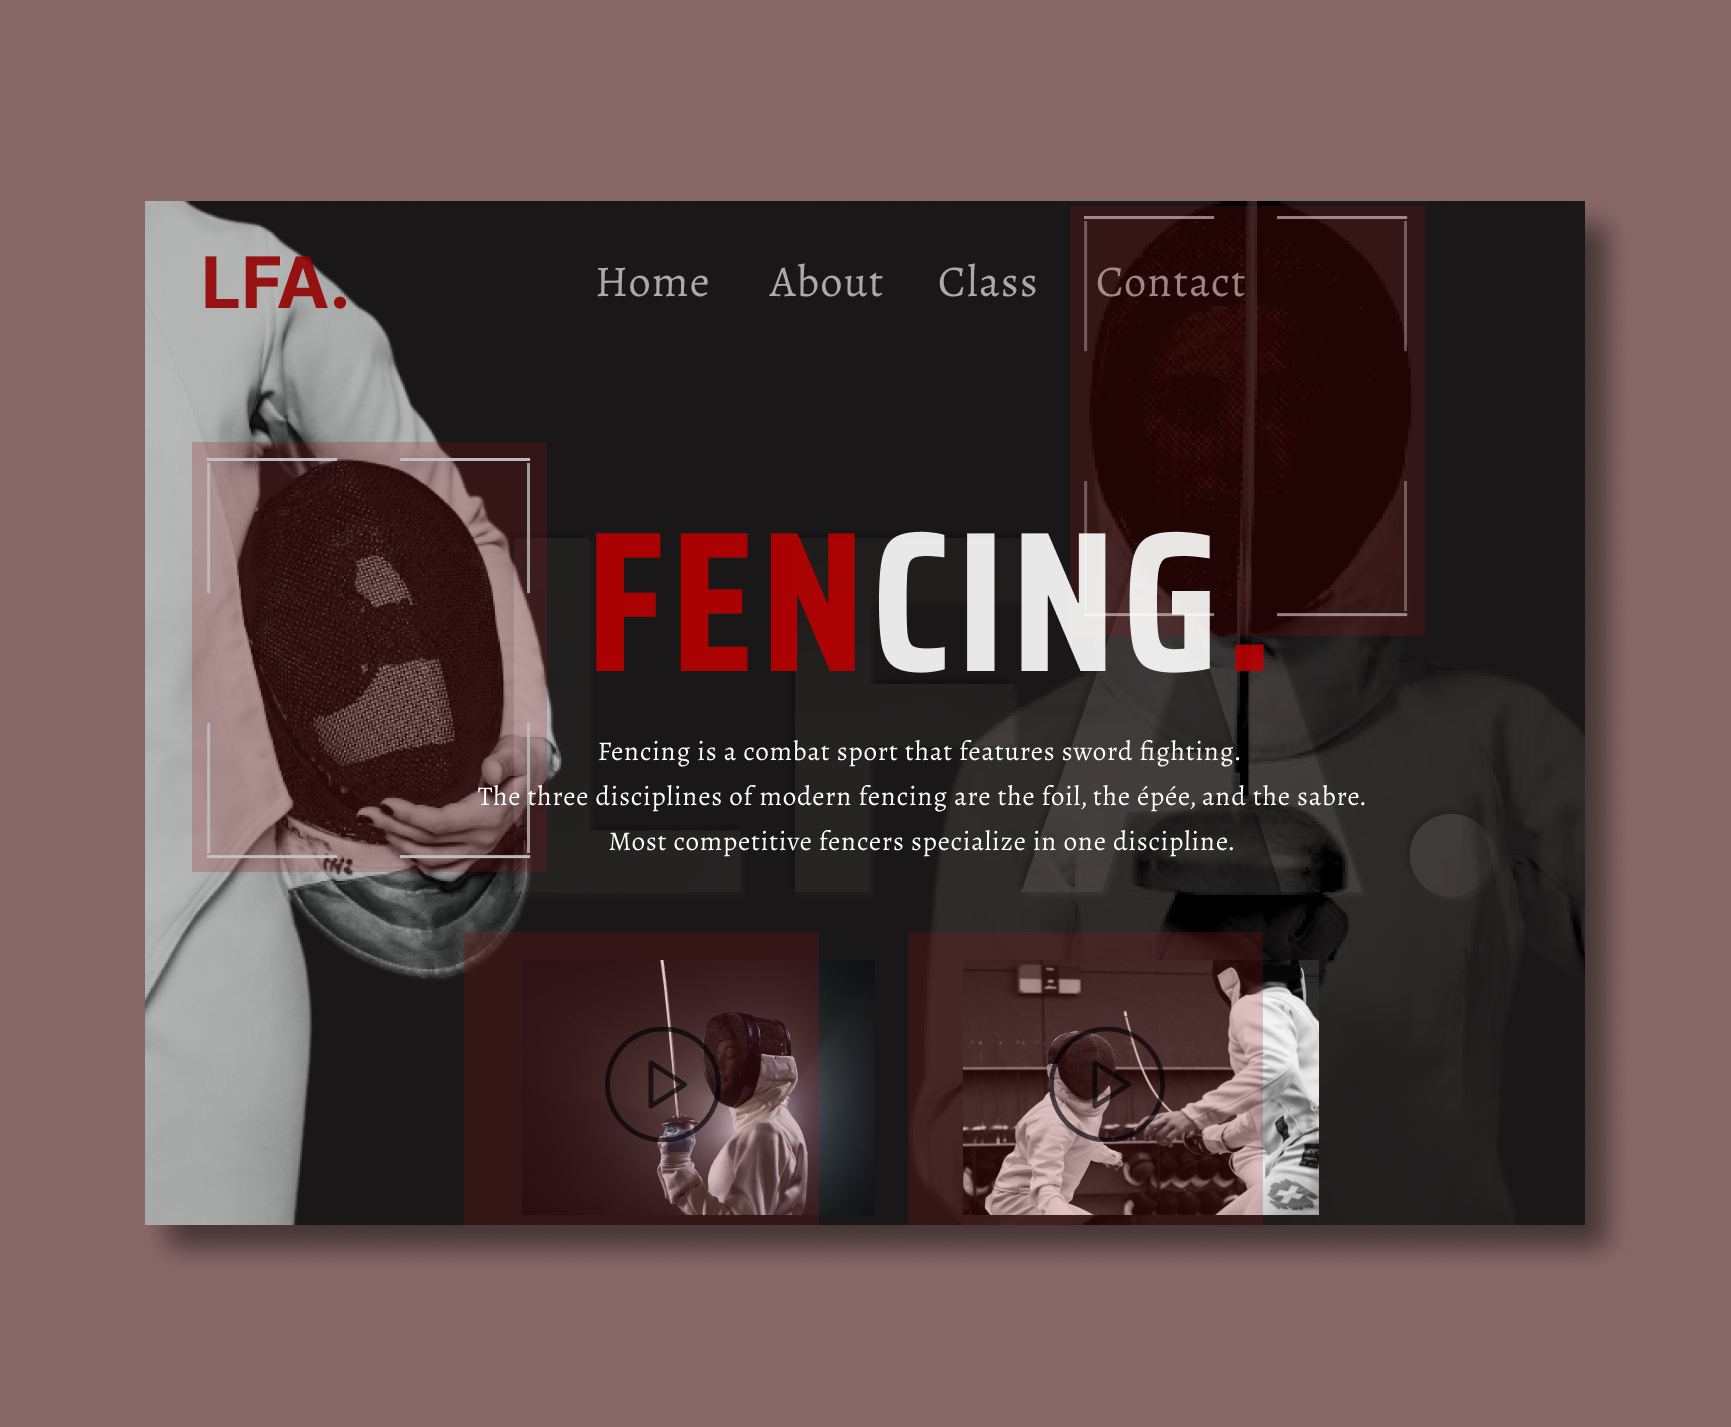 LFA.
Home About Class Contact
FENCING.
LFA.
Fencing is a combat sport that features sword fighting.
The three disciplines of modern fencing are the foil, the épée, and the sabre.
Most competitive fencers specialize in one discipline.